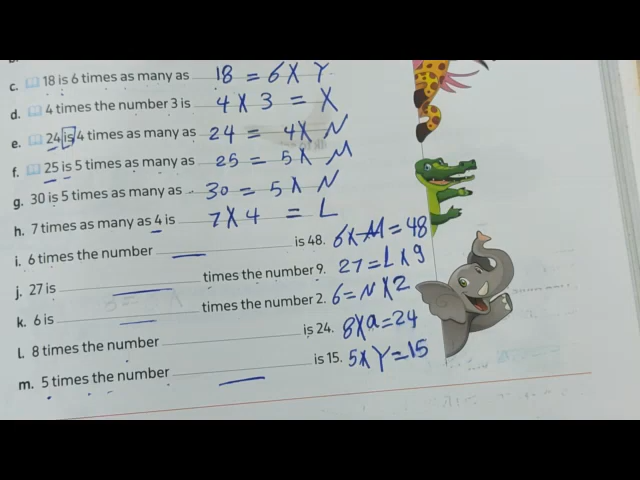 c. 18 is 6 times as many as 18 = 6 X Y
d. 4 times the number 3 is 4 X 3 = X
e. 24 is 4 times as many as 24 = 4 X N
f. 25 is 5 times as many as 25 = 5 X M
g. 30 is 5 times as many as 30 = 5 X N
h. 7 times as many as 4 is 7 X 4 = L
i. 6 times the number is 48. 6 X M = 48
j. 27 is times the number 9. 27 = L X 9
k. 6 is times the number 2. 6 = N X 2
l. 8 times the number is 24. 8 X a = 24
m. 5 times the number is 15. 5 X Y = 15